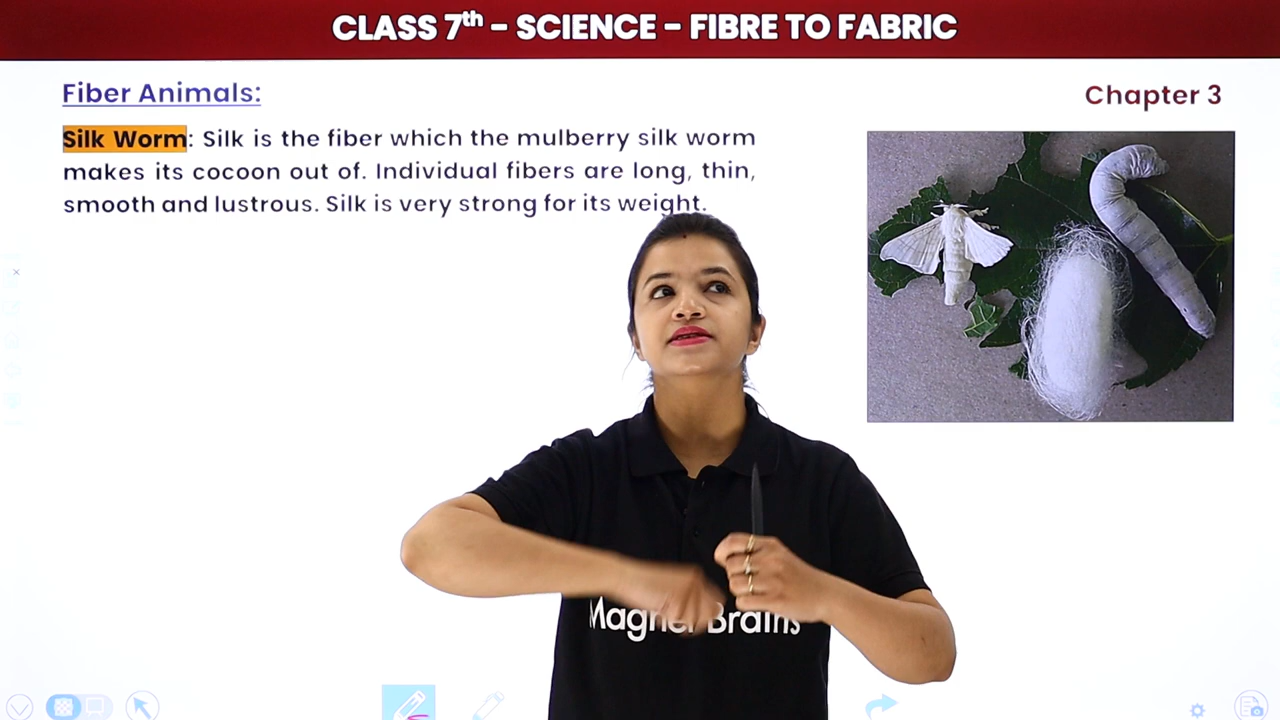 CLASS 7th – SCIENCE – FIBRE TO FABRIC
Fiber Animals:
Chapter 3
Silk Worm: Silk is the fiber which the mulberry silk worm
makes its cocoon out of. Individual fibers are long, thin,
smooth and lustrous. Silk is very strong for its weight.
Magnet Brains